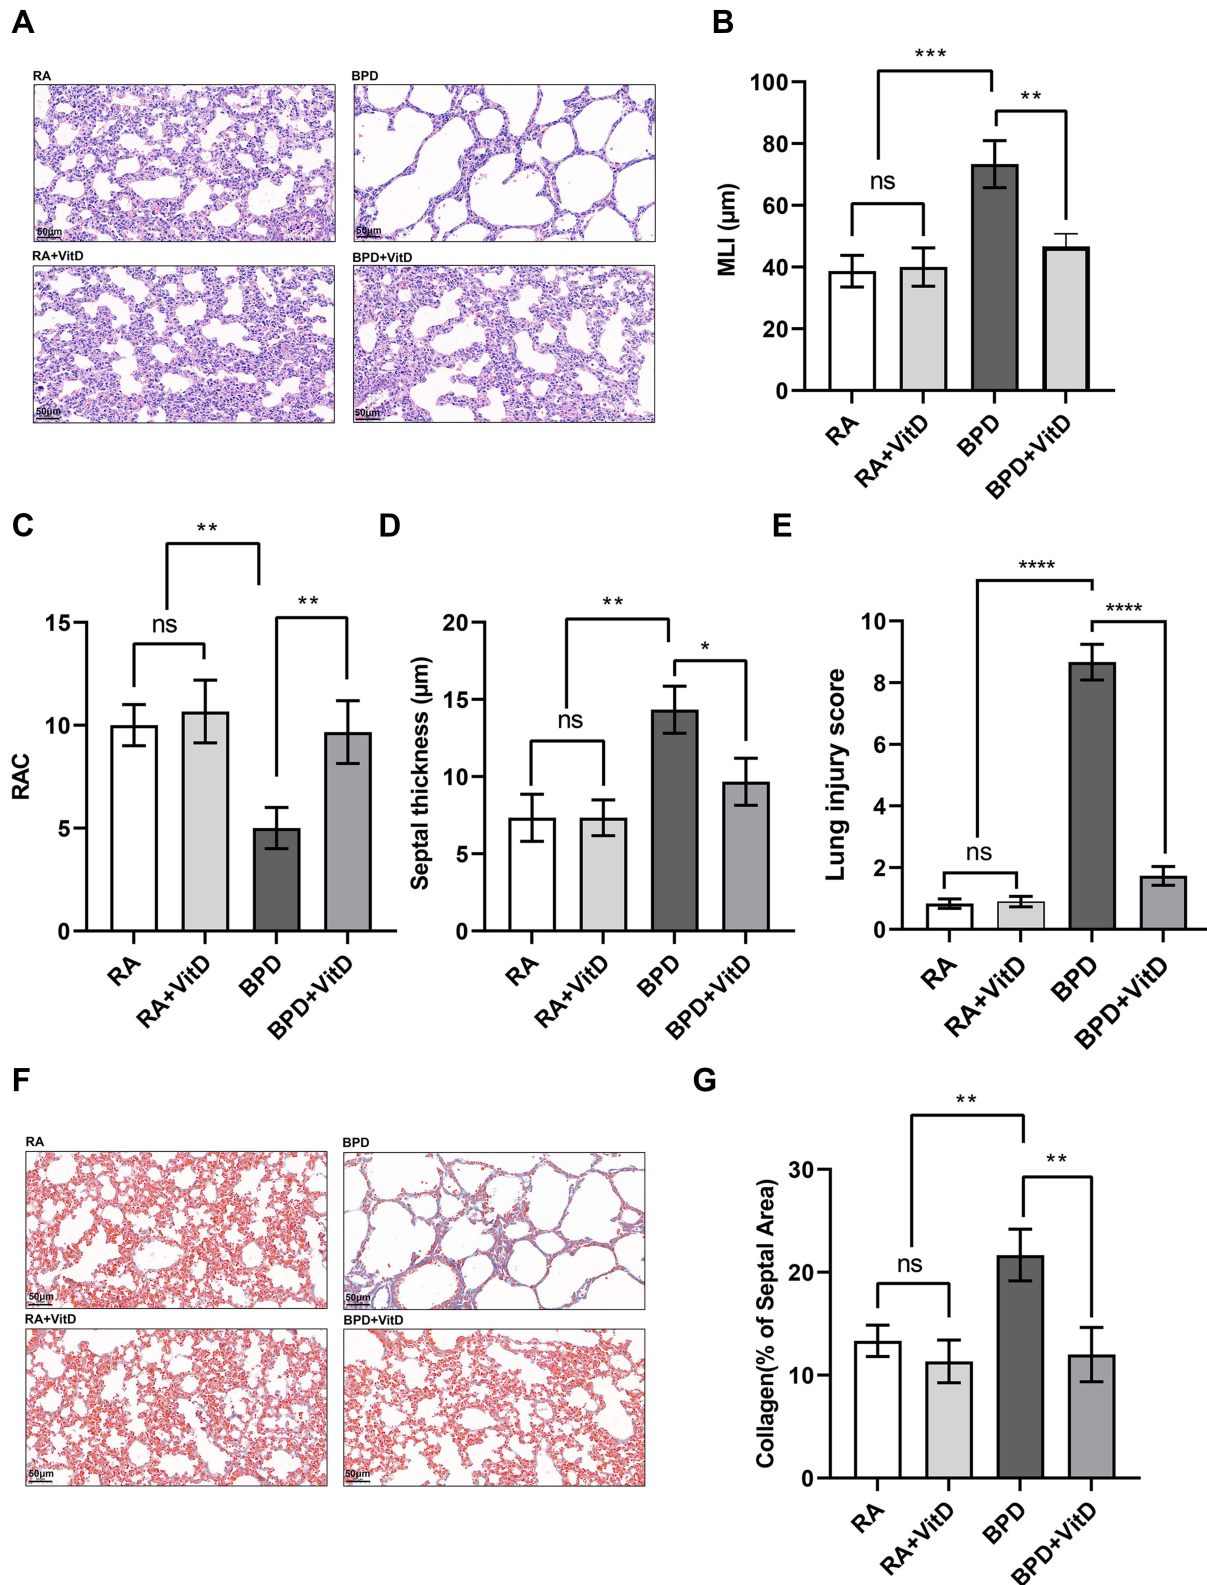 A
RA
BPD
50μm
50μm
RA+VitD
BPD+VitD
50μm
50μm
B
***
**
ns
MLI (μm)
100
80
60
40
20
0
RA
RA+VitD
BPD
BPD+VitD
C
**
**
ns
RAC
15
10
5
0
RA
RA+VitD
BPD
BPD+VitD
D
**
*
ns
Septal thickness (μm)
20
15
10
5
0
RA
RA+VitD
BPD
BPD+VitD
E
****
****
ns
Lung injury score
10
8
6
4
2
0
RA
RA+VitD
BPD
BPD+VitD
F
RA
BPD
50μm
50μm
RA+VitD
BPD+VitD
50μm
50μm
G
**
**
ns
Collagen(% of Septal Area)
30
20
10
0
RA
RA+VitD
BPD
BPD+VitD